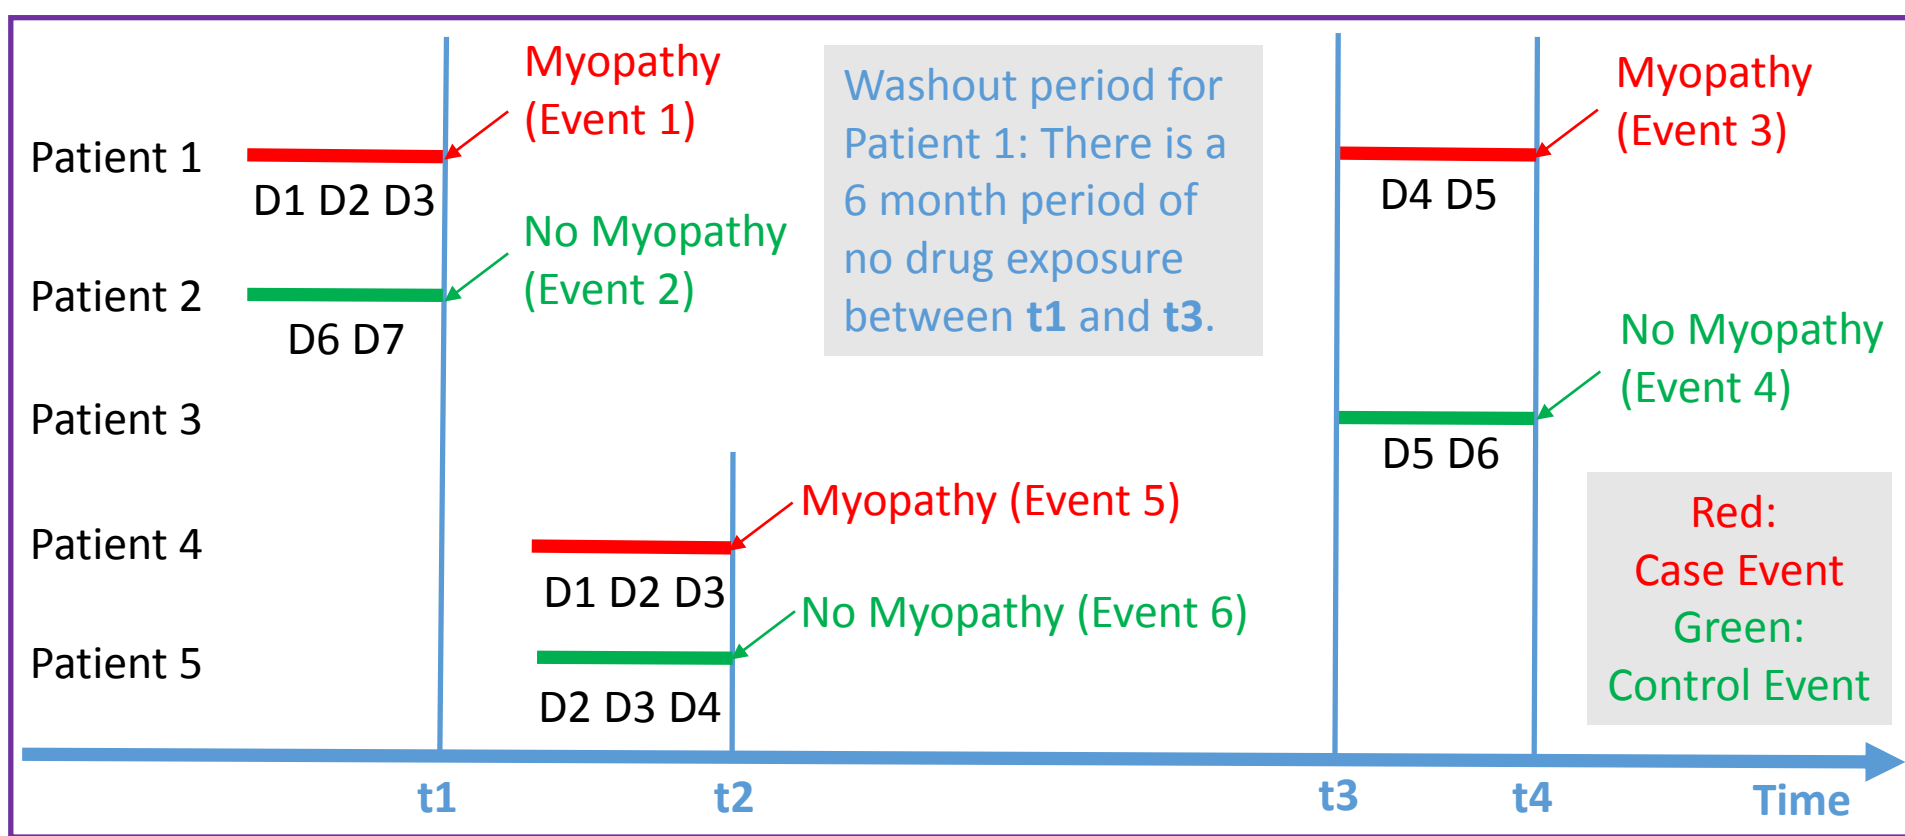 Myopathy
(Event 1)
Patient 1
D1 D2 D3
No Myopathy
(Event 2)
Patient 2
D6 D7
Washout period for
Patient 1: There is a
6 month period of
no drug exposure
between t1 and t3.
Myopathy
(Event 3)
D4 D5
No Myopathy
(Event 4)
Patient 3
D5 D6
Myopathy (Event 5)
Patient 4
D1 D2 D3
No Myopathy (Event 6)
Patient 5
D2 D3 D4
Red:
Case Event
Green:
Control Event
t1
t2
t3
t4
Time